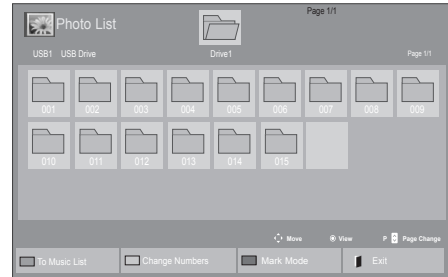 Page 1/1
Photo List
USB1 USB Drive Drive1 Page 1/1
001 002 003 004 005 006 007 008 009
010 011 012 013 014 015
Move View P Page Change
To Music List Change Numbers Mark Mode Exit